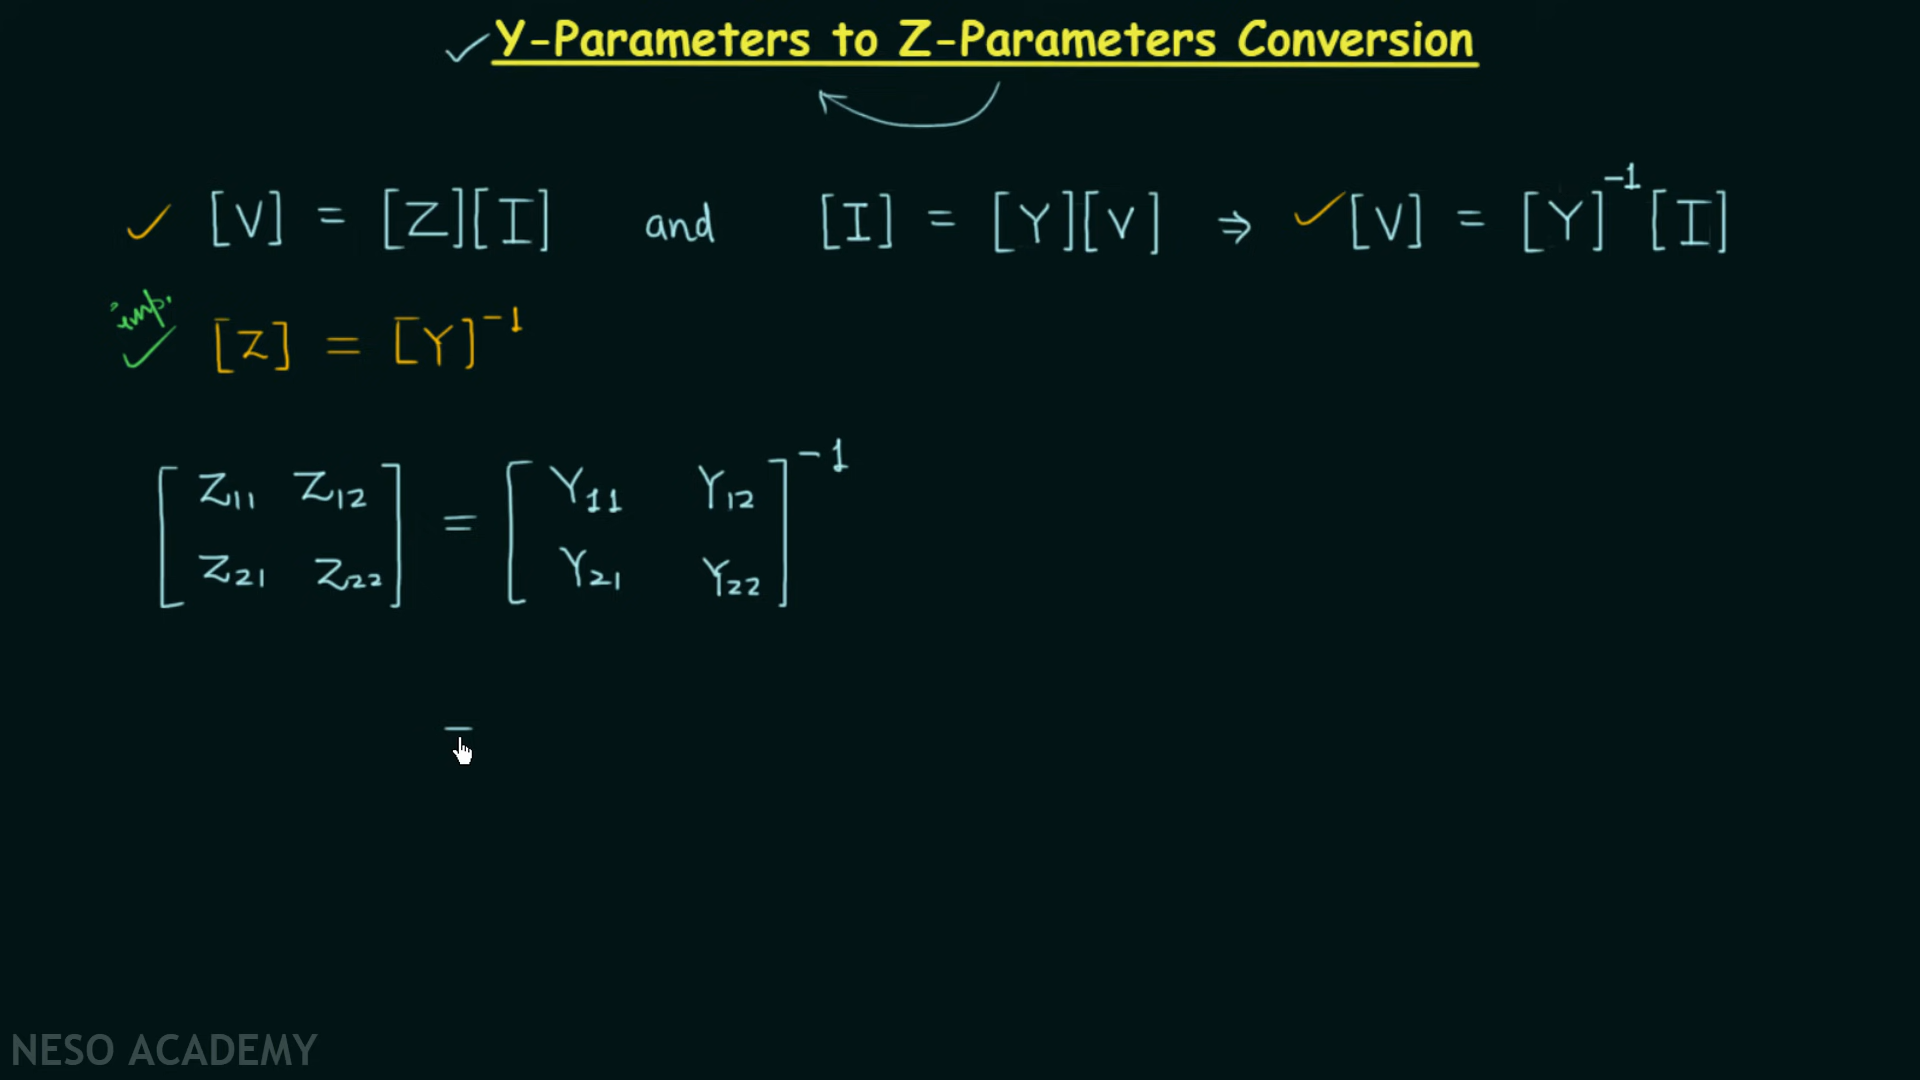 Y-Parameters to Z-Parameters Conversion
[V] = [Z][I] and [I] = [Y][V] ⇒ [V] = [Y]⁻¹[I]
imp.
[Z] = [Y]⁻¹
[ Z₁₁ Z₁₂ ] = [ Y₁₁ Y₁₂ ]⁻¹
[ Z₂₁ Z₂₂ ] [ Y₂₁ Y₂₂ ]
NESO ACADEMY